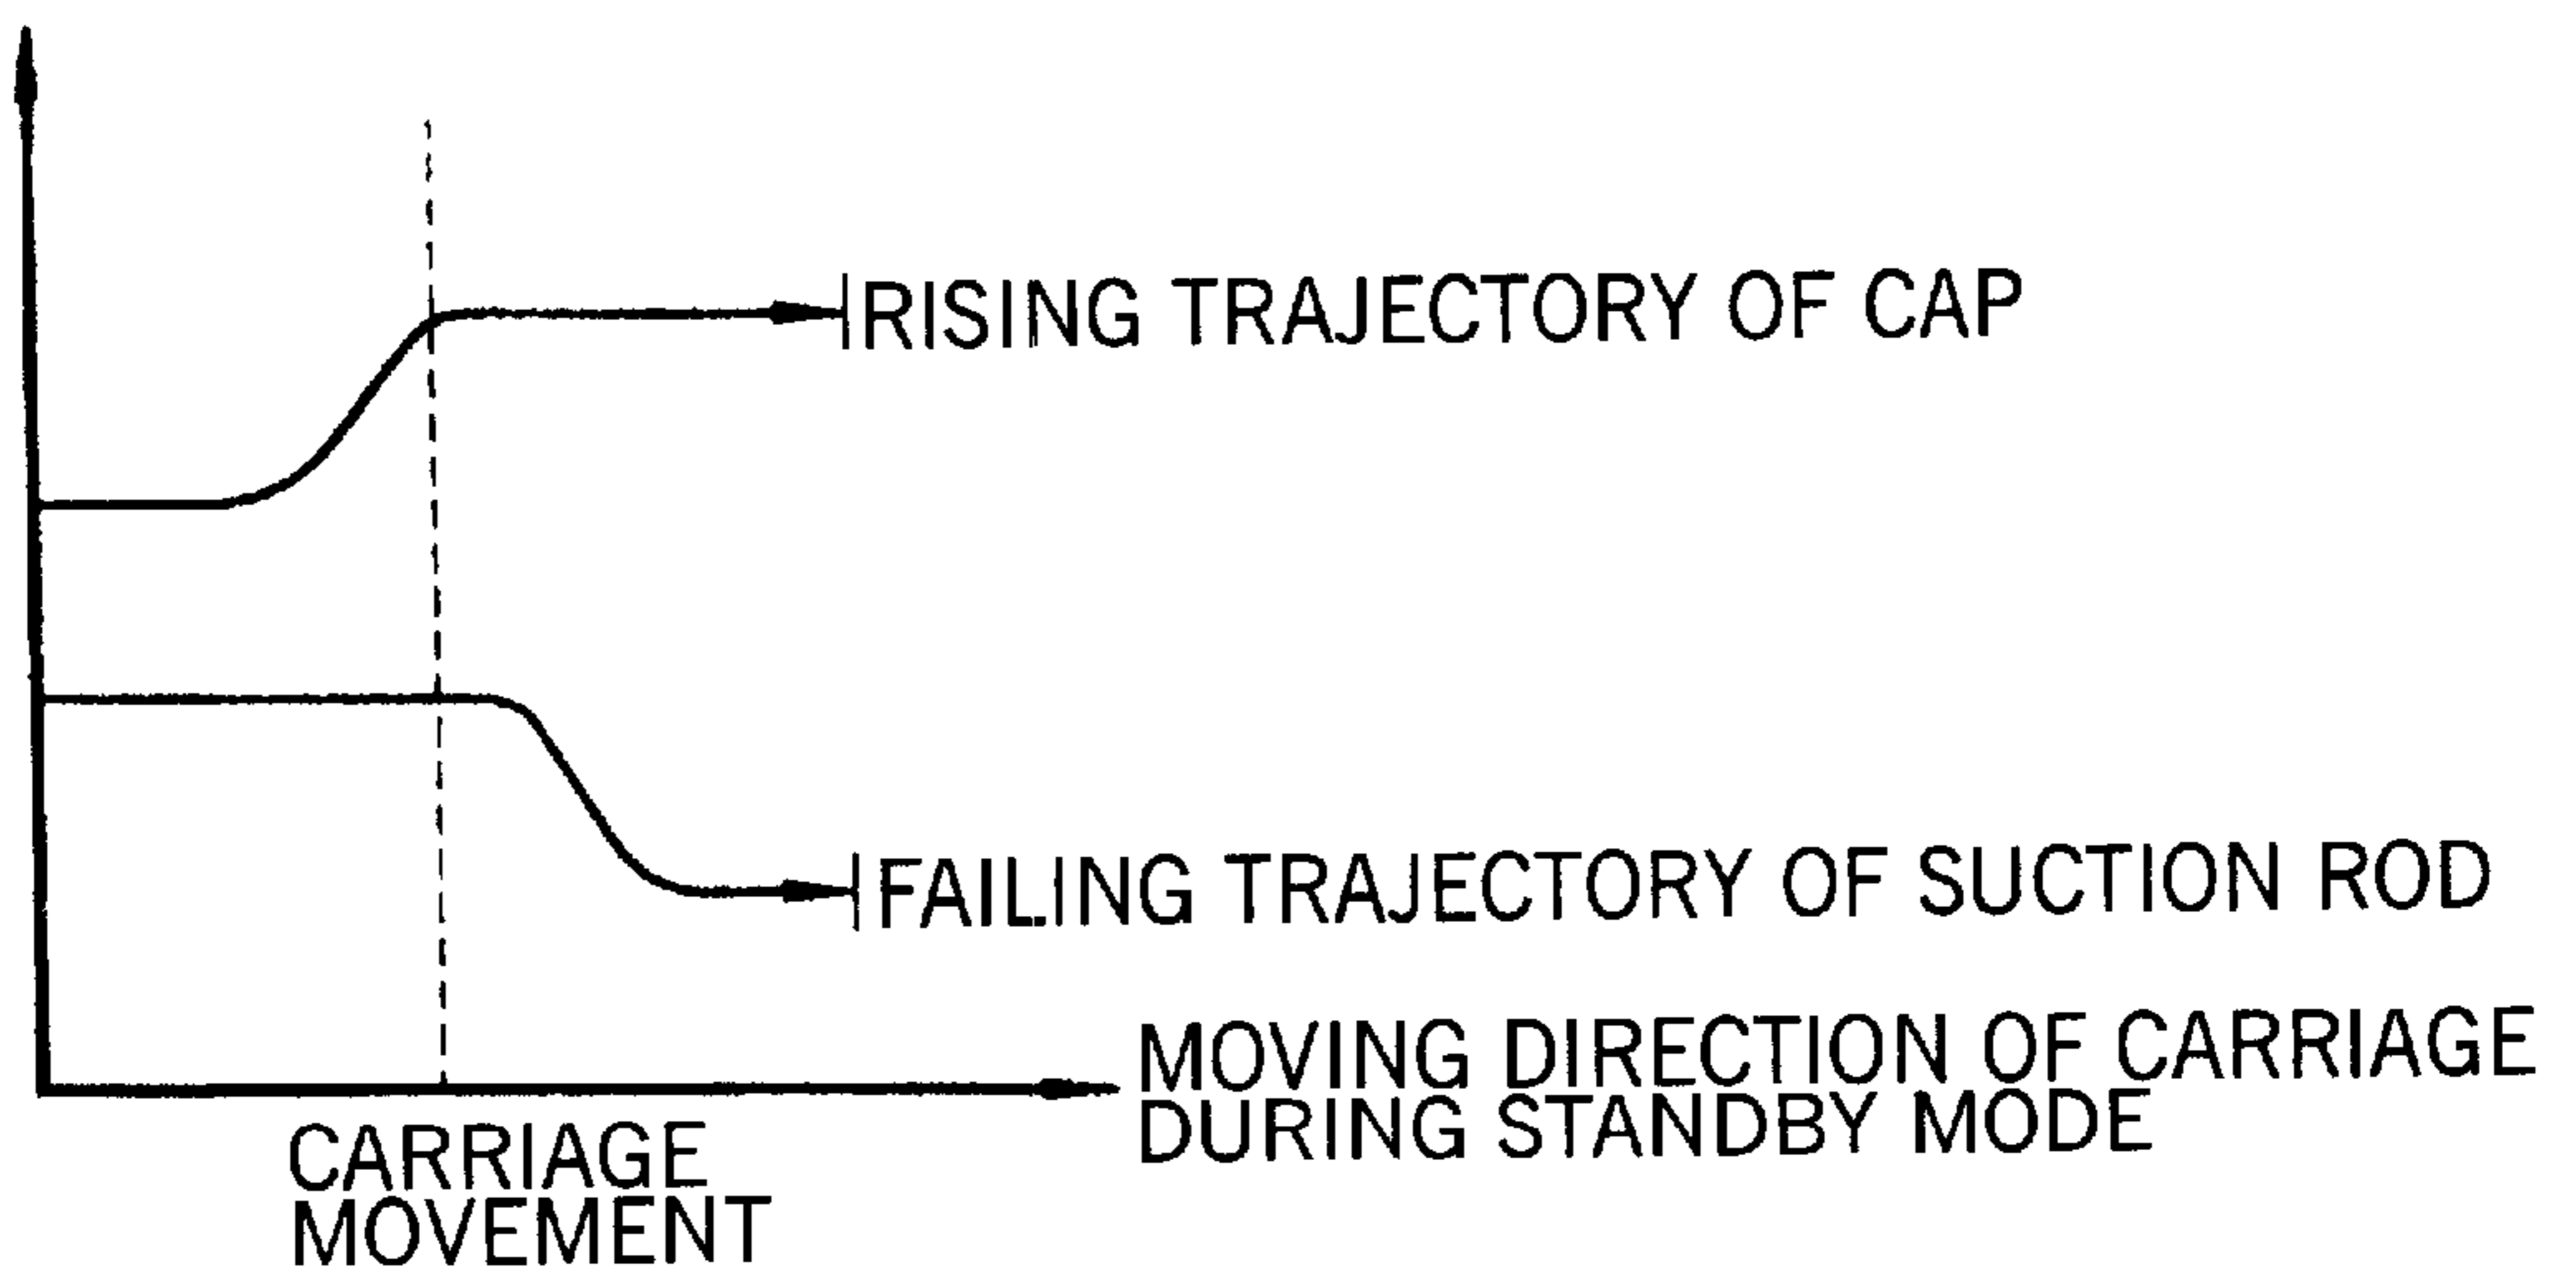 RISING TRAJECTORY OF CAP
FAILING TRAJECTORY OF SUCTION ROD
MOVING DIRECTION OF CARRIAGE
DURING STANDBY MODE
CARRIAGE
MOVEMENT